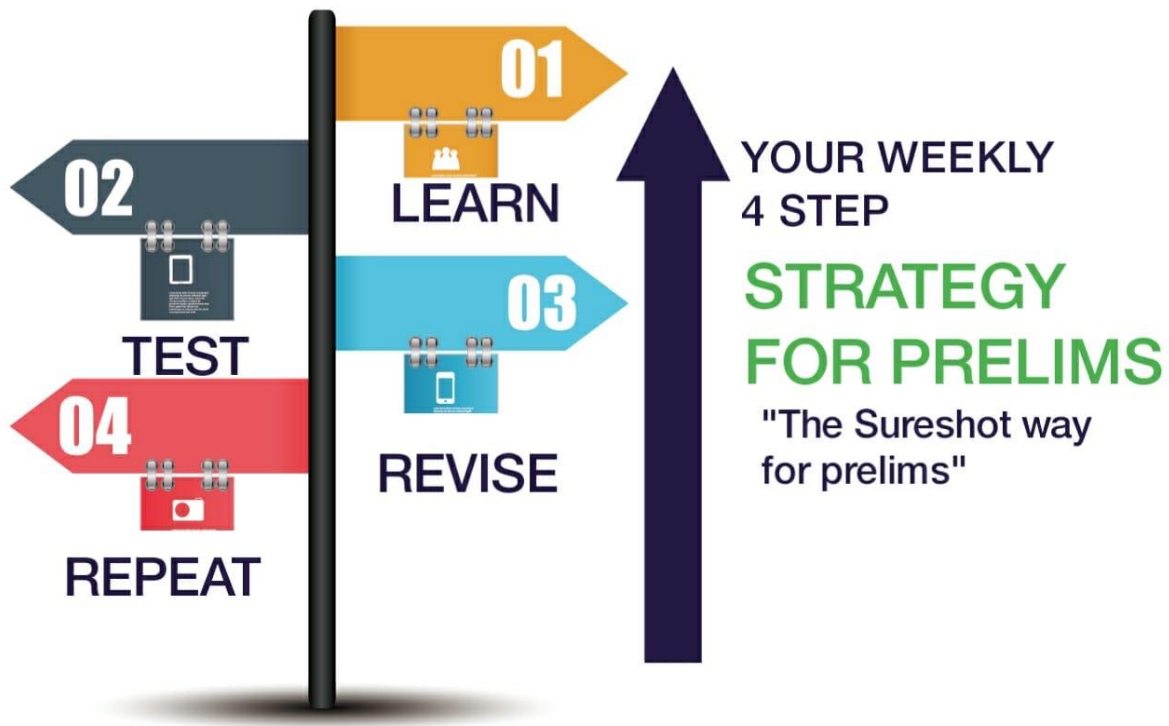 01
LEARN
02
TEST
03
REVISE
04
REPEAT
YOUR WEEKLY
4 STEP
STRATEGY
FOR PRELIMS
"The Sureshot way
for prelims"